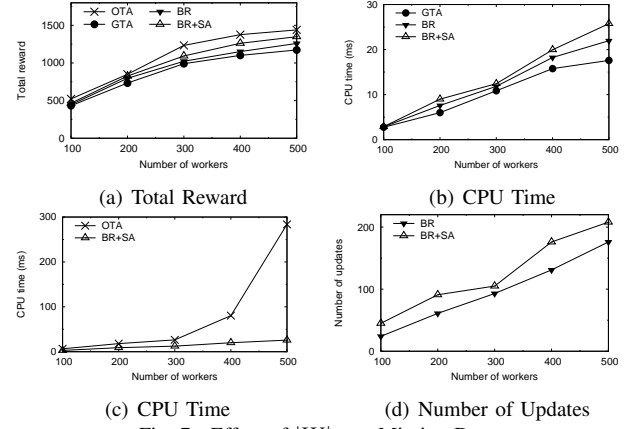 OTA
GTA
BR
BR+SA
1500
1000
500
0
Total reward
100 200 300 400 500
Number of workers
(a) Total Reward
GTA
BR
BR+SA
30
20
10
0
CPU time (ms)
100 200 300 400 500
Number of workers
(b) CPU Time
OTA
BR+SA
300
200
100
0
CPU time (ms)
100 200 300 400 500
Number of workers
(c) CPU Time
BR
BR+SA
200
100
0
Number of updates
100 200 300 400 500
Number of workers
(d) Number of Updates